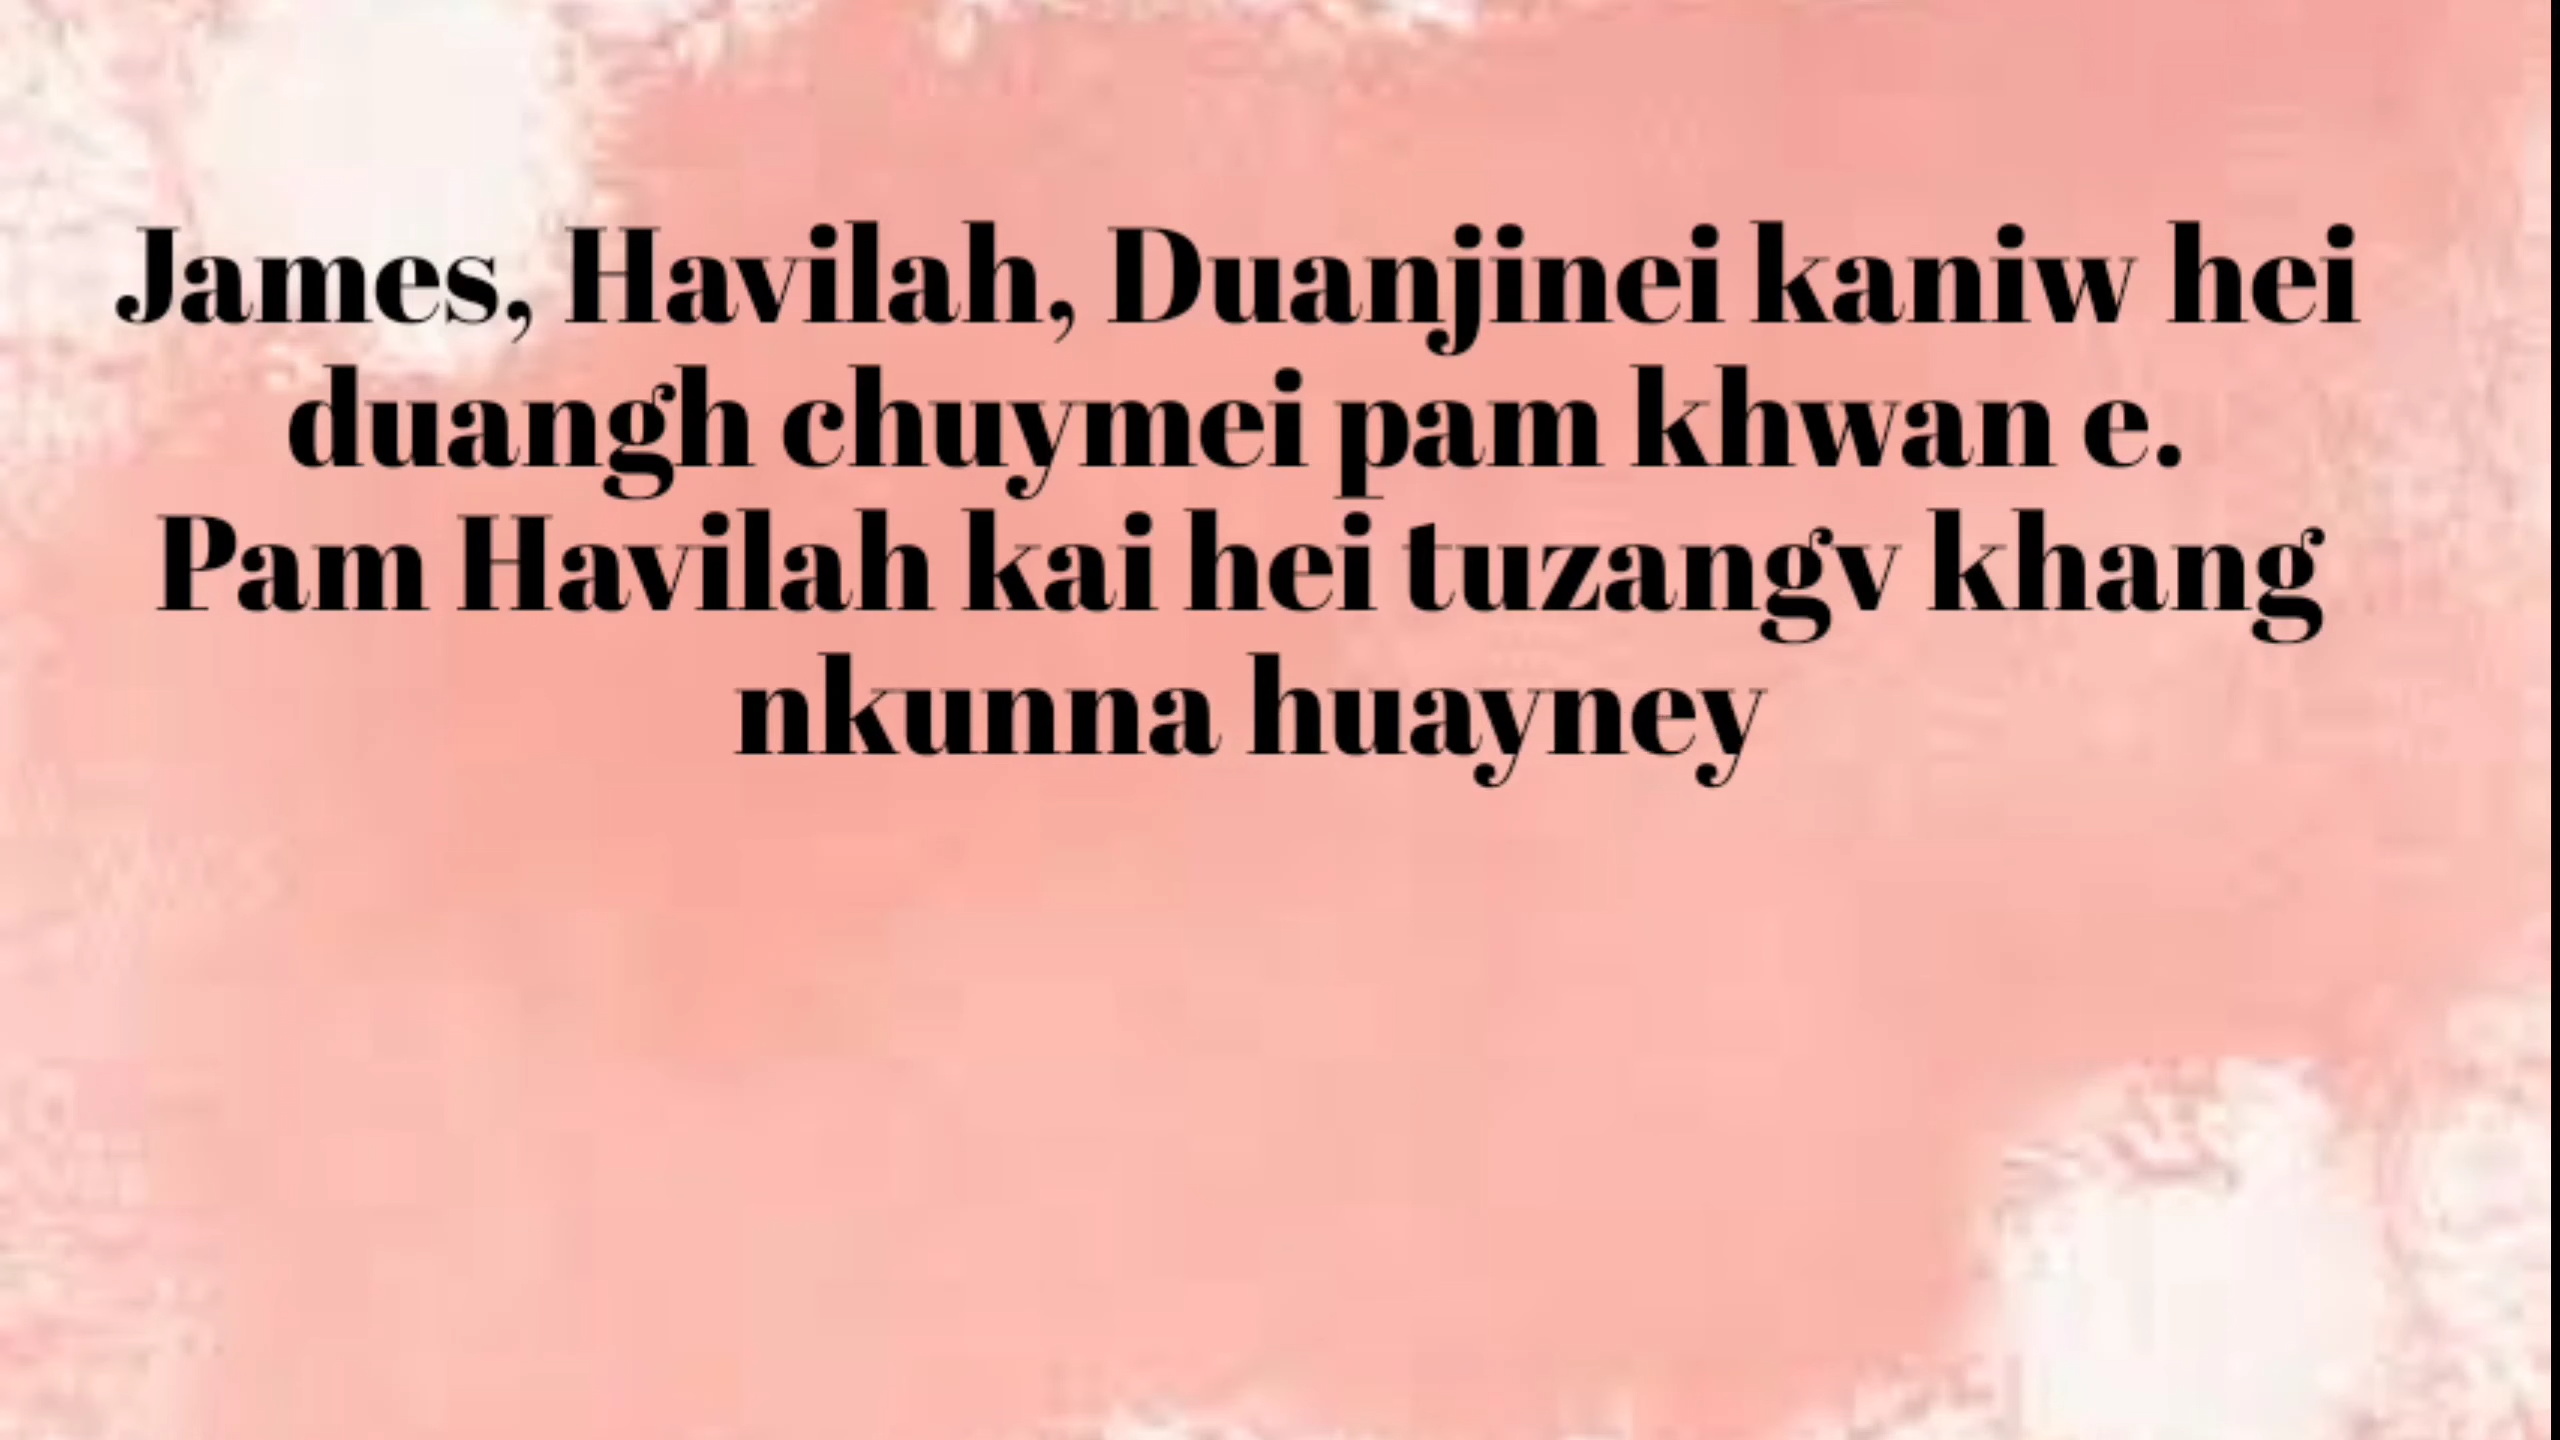 James, Havilah, Duanjinei kaniw hei
duangh chuymei pam khwan e.
Pam Havilah kai hei tuzangv khang
nkunna huayney